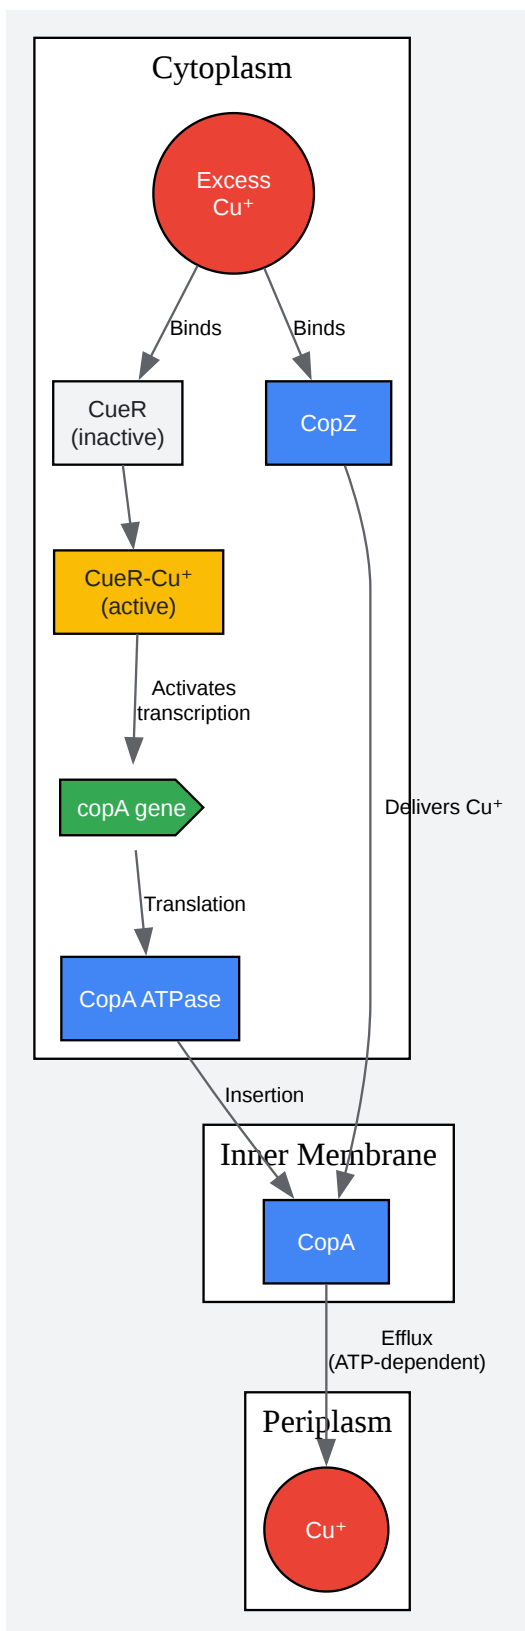 Cytoplasm
Excess
Cu⁺
Binds
Binds
CueR
(inactive)
CopZ
CueR-Cu⁺
(active)
Activates
transcription
copA gene
Delivers Cu⁺
Translation
CopA ATPase
Insertion
Inner Membrane
CopA
Efflux
(ATP-dependent)
Periplasm
Cu⁺